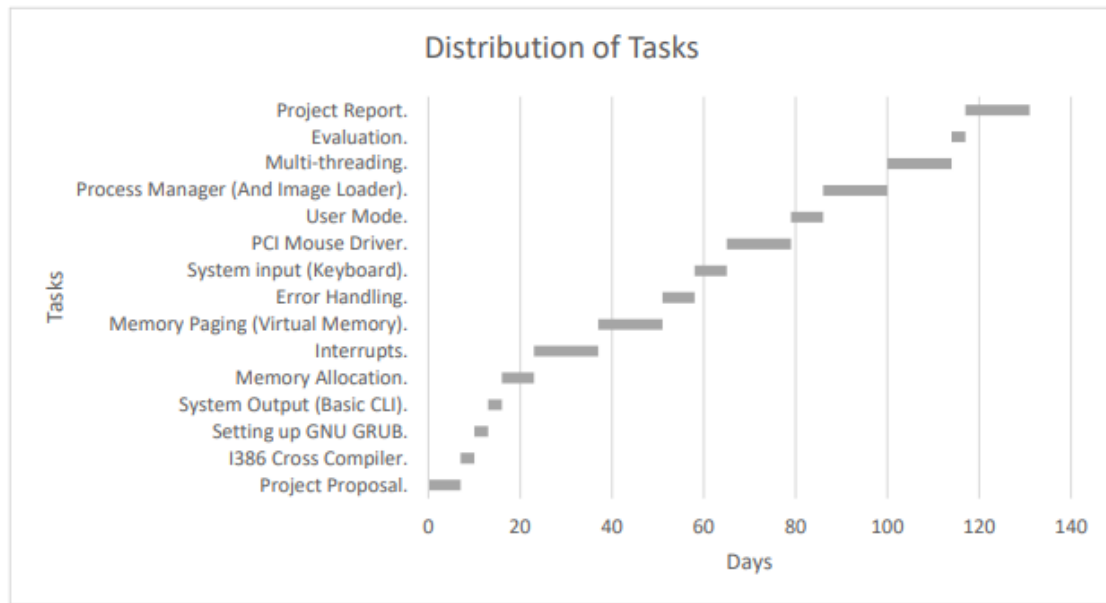 Distribution of Tasks
Tasks
Project Report.
Evaluation.
Multi-threading.
Process Manager (And Image Loader).
User Mode.
PCI Mouse Driver.
System input (Keyboard).
Error Handling.
Memory Paging (Virtual Memory).
Interrupts.
Memory Allocation.
System Output (Basic CLI).
Setting up GNU GRUB.
I386 Cross Compiler.
Project Proposal.
0 20 40 60 80 100 120 140
Days